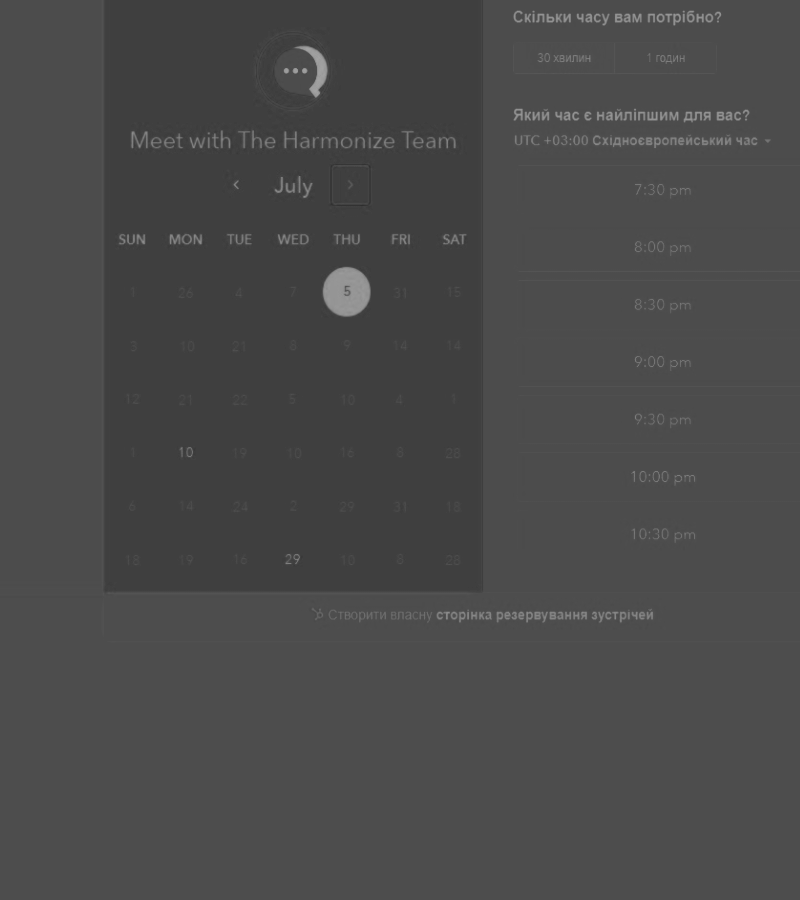 Meet with The Harmonize Team
July
SUN MON TUE WED THU FRI SAT
1 26 4 7 5 31 15
3 10 21 8 9 14 14
12 21 22 5 10 4 1
1 10 19 10 16 8 28
6 14 24 2 29 31 18
18 19 16 29 10 6 28
Скільки часу вам потрібно?
30 хвилин 1 годин
Який час є найліпшим для вас?
UTC +03:00 Східноєвропейський час
7:30 pm
8:00 pm
8:30 pm
9:00 pm
9:30 pm
10:00 pm
10:30 pm
Створити власну сторінка резервування зустрічей